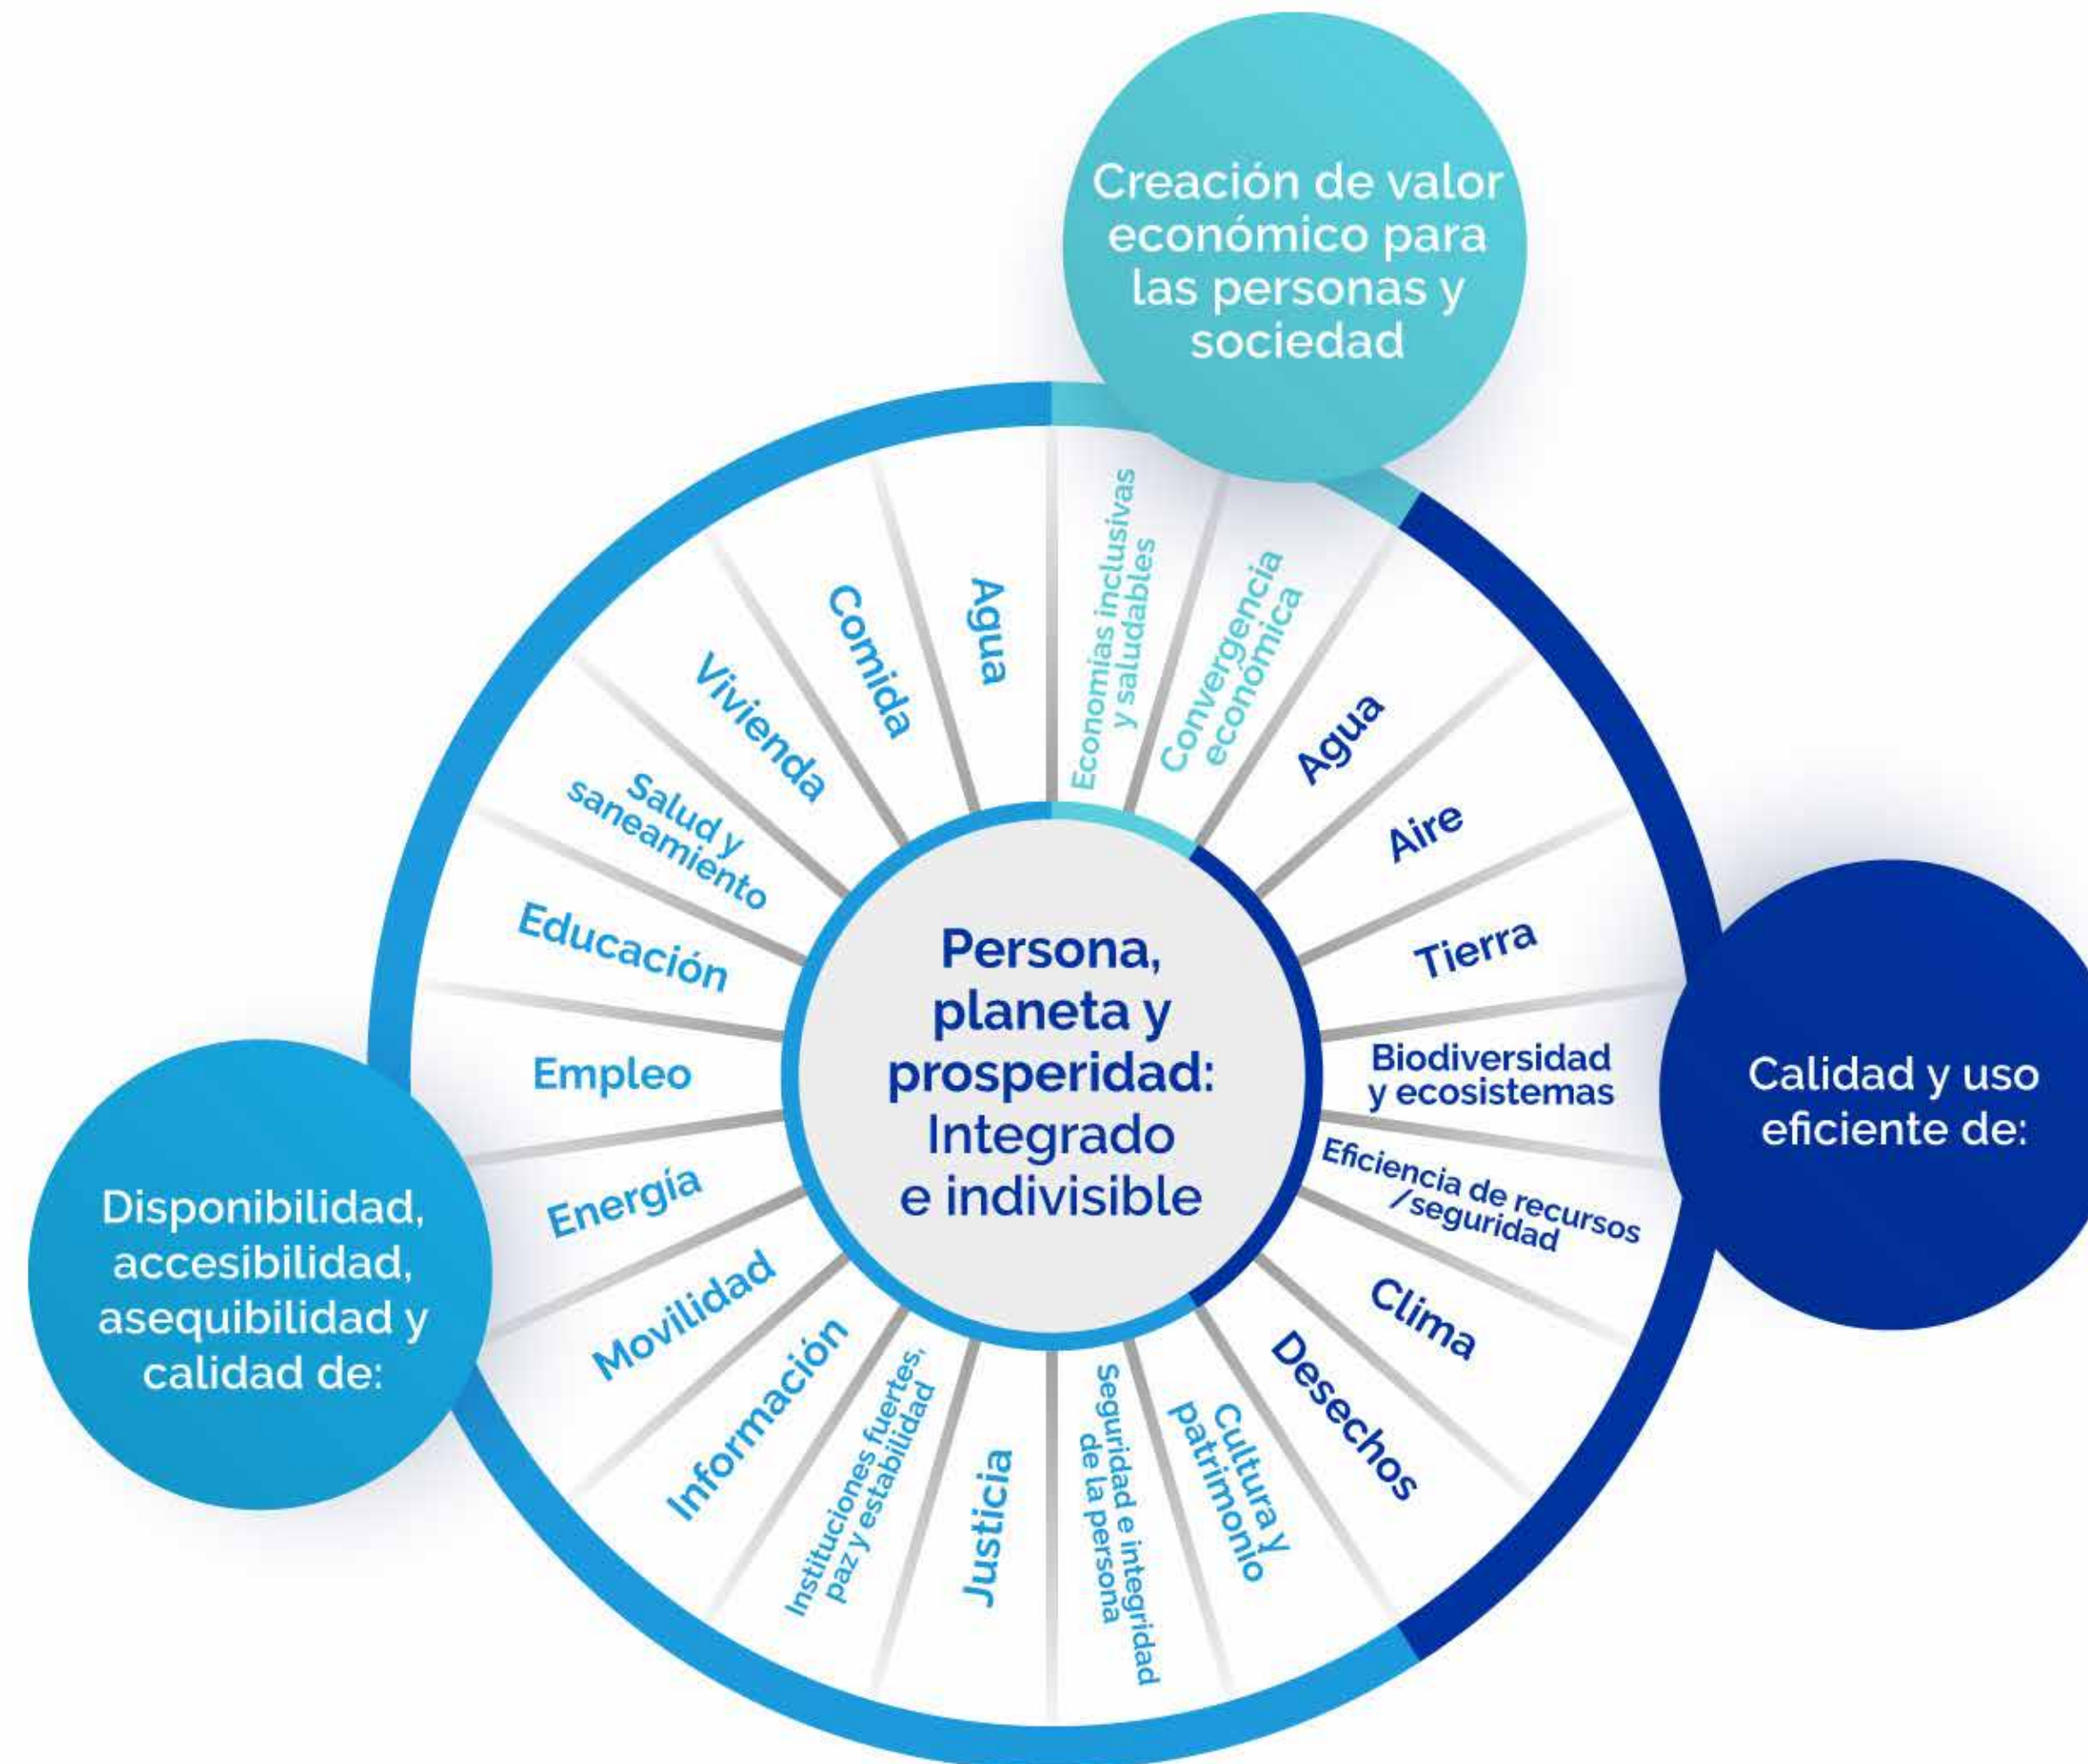 Creación de valor
económico para
las personas y
sociedad
Economías inclusivas
y saludables
Convergencia
económica
Agua
Aire
Tierra
Biodiversidad
y ecosistemas
Eficiencia de recursos
/seguridad
Clima
Desechos
Calidad y uso
eficiente de:
Cultura y
patrimonio
Seguridad e integridad
de la persona
Justicia
Instituciones fuertes,
paz y estabilidad
Información
Movilidad
Energía
Empleo
Educación
Salud y
saneamiento
Vivienda
Comida
Agua
Disponibilidad,
accesibilidad,
asequibilidad y
calidad de:
Persona,
planeta y
prosperidad:
Integrado
e indivisible